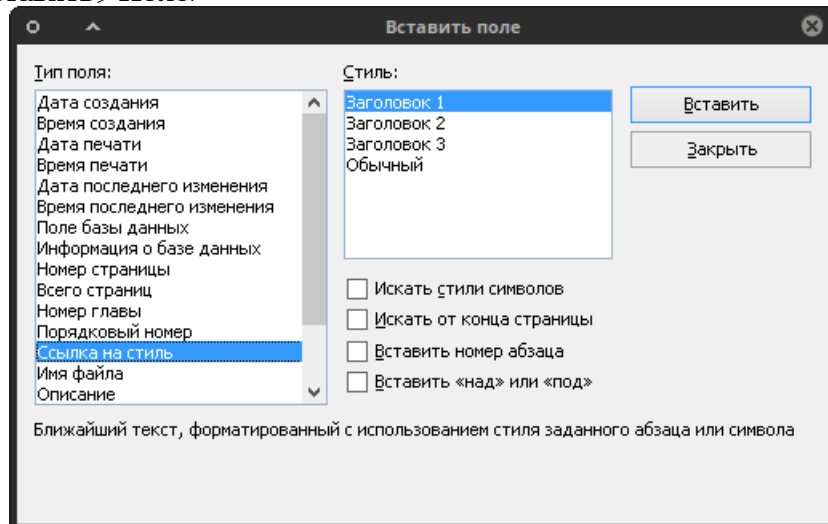 Вставить поле
Тип поля:
Дата создания
Время создания
Дата печати
Время печати
Дата последнего изменения
Время последнего изменения
Поле базы данных
Информация о базе данных
Номер страницы
Всего страниц
Номер главы
Порядковый номер
Ссылка на стиль
Имя файла
Описание
Стиль:
Заголовок 1
Заголовок 2
Заголовок 3
Обычный
Искать стили символов
Искать от конца страницы
Вставить номер абзаца
Вставить «над» или «под»
Вставить
Закрыть
Ближайший текст, форматированный с использованием стиля заданного абзаца или символа